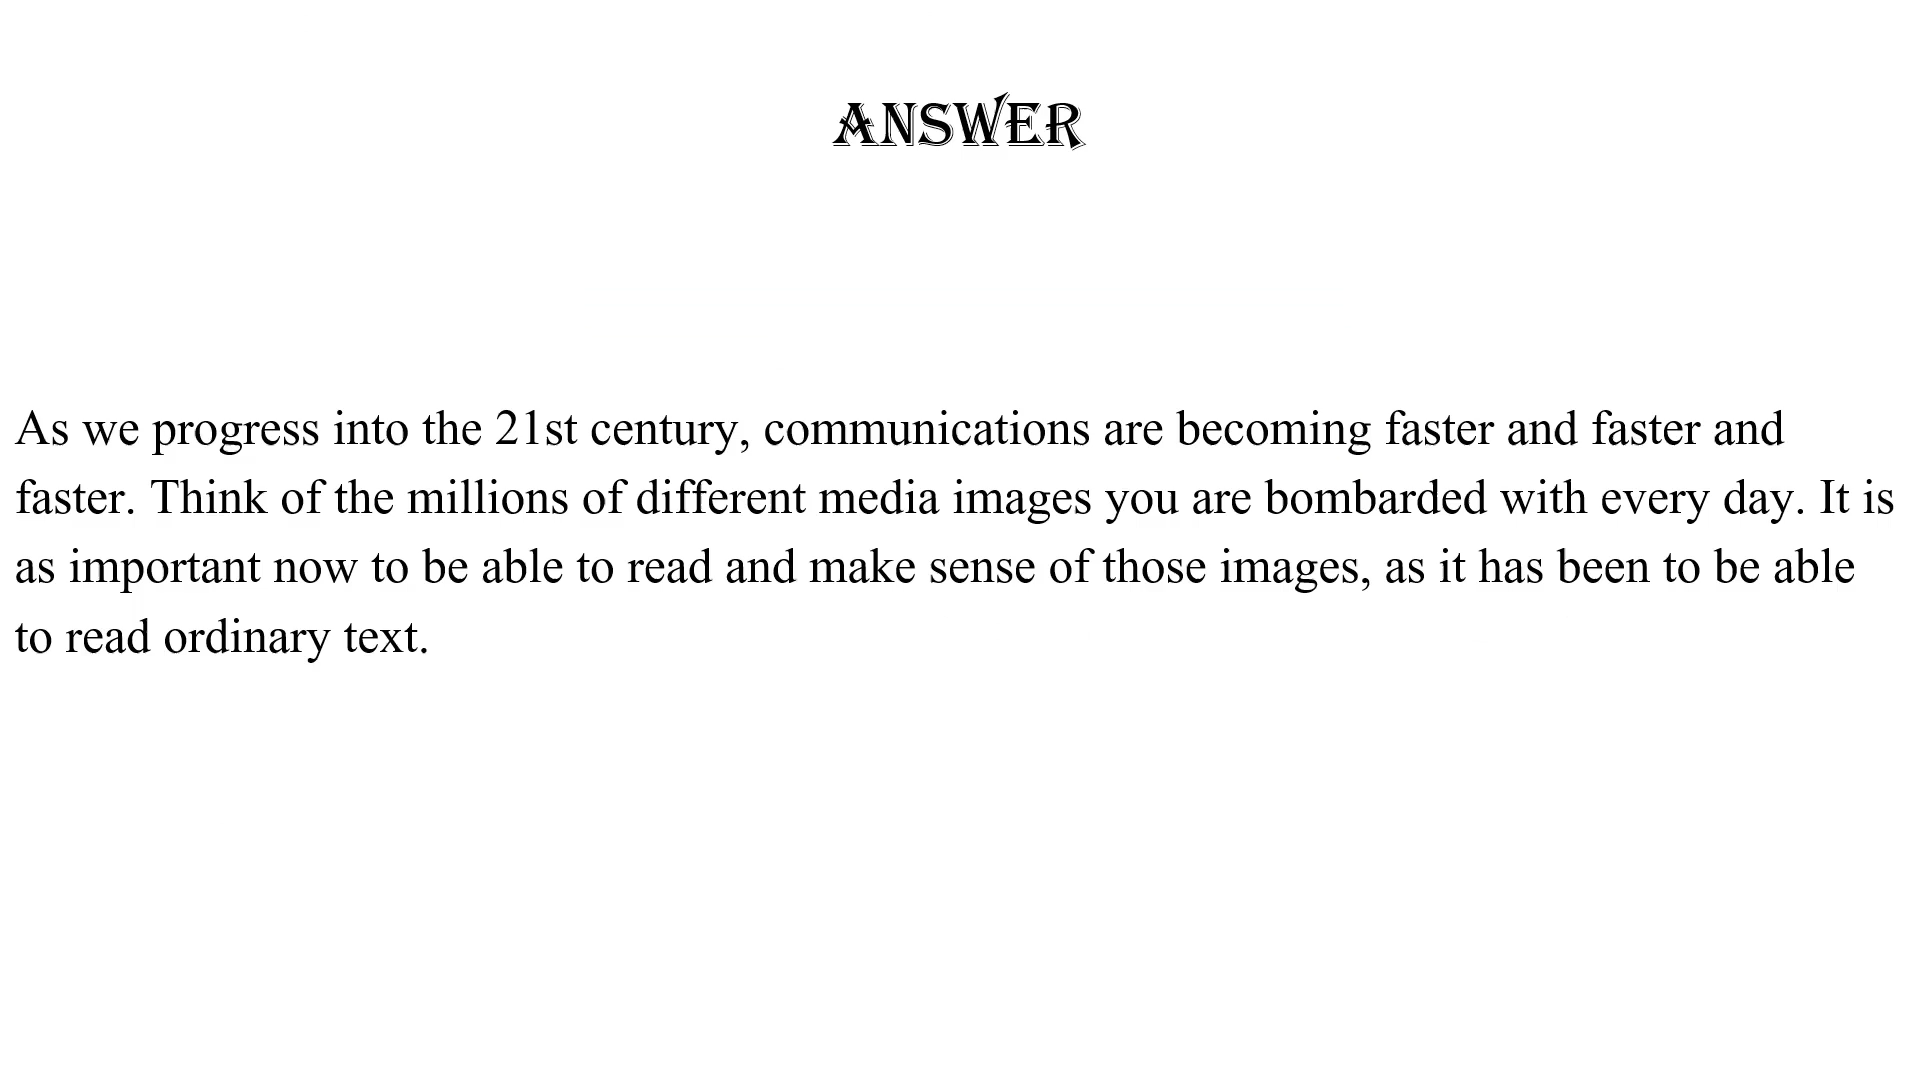 ANSWER
As we progress into the 21st century, communications are becoming faster and faster and
faster. Think of the millions of different media images you are bombarded with every day. It is
as important now to be able to read and make sense of those images, as it has been to be able
to read ordinary text.